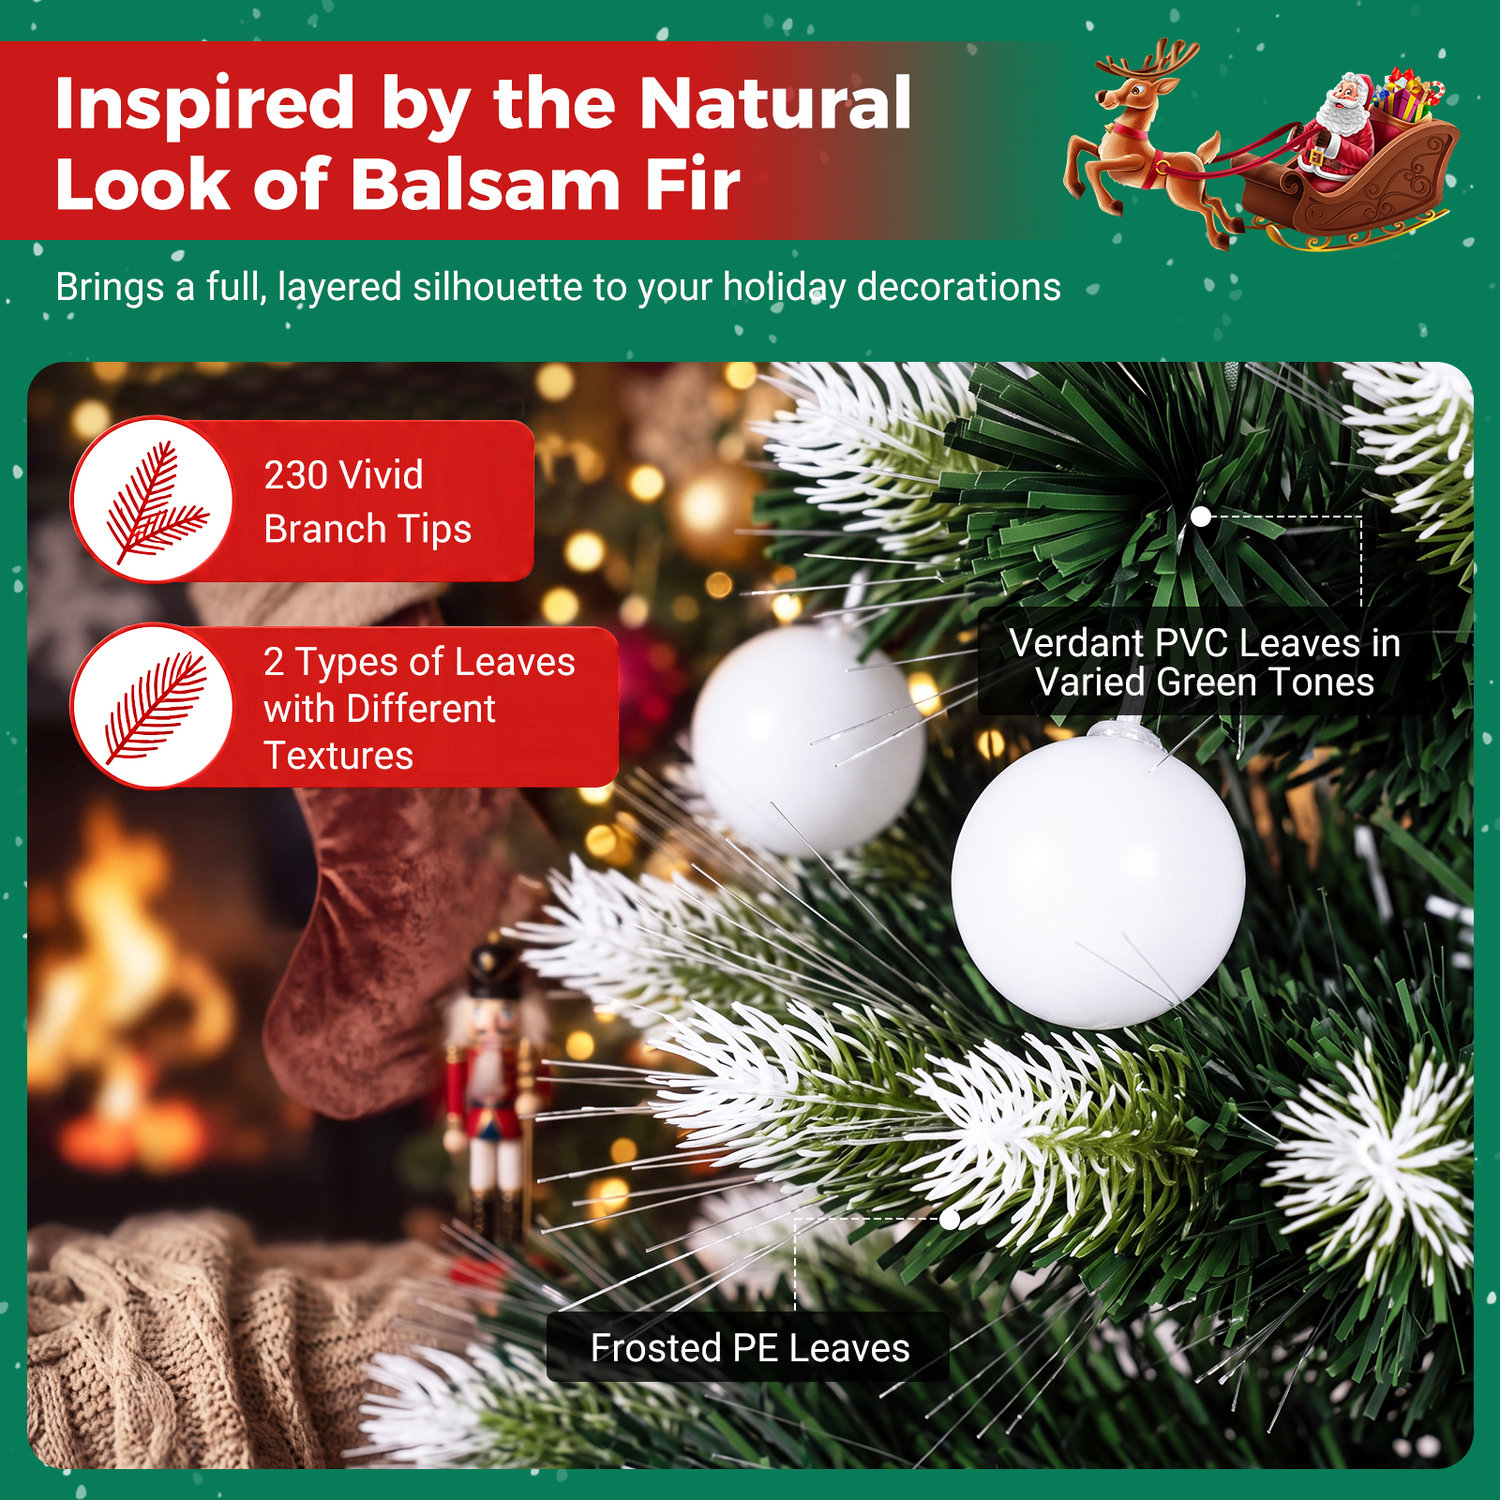 Inspired by the Natural
Look of Balsam Fir
Brings a full, layered silhouette to your holiday decorations
230 Vivid
Branch Tips
2 Types of Leaves
with Different
Textures
Verdant PVC Leaves in
Varied Green Tones
Frosted PE Leaves